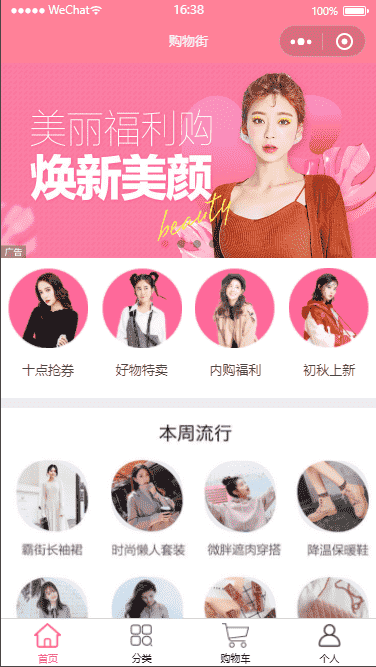 WeChat 16:38 100%
购物街
美丽福利购
焕新美颜
beauty
广告
十点抢券 好物特卖 内购福利 初秋上新
本周流行
霸街长袖裙 时尚懒人套装 微胖遮肉穿搭 降温保暖鞋
首页 分类 购物车 个人